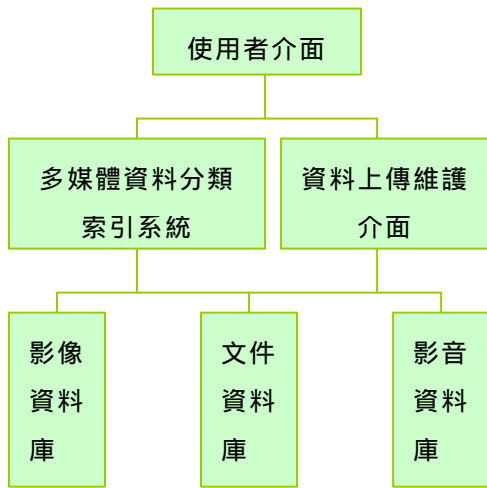 使用者介面
多媒體資料分類
索引系統
資料上傳維護
介面
影像
資料
庫
文件
資料
庫
影音
資料
庫